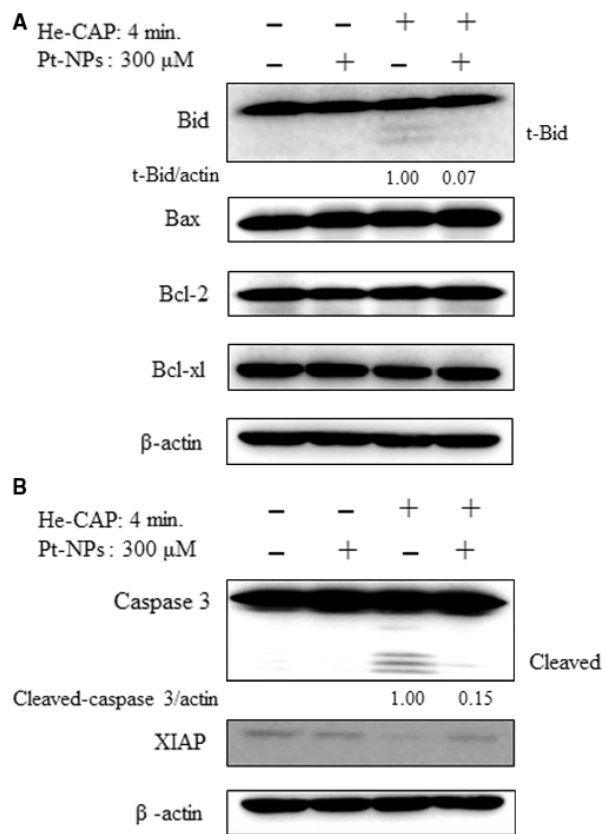 A
He-CAP: 4 min. − − + +
Pt-NPs : 300 µM − + − +
Bid
t-Bid
t-Bid/actin 1.00 0.07
Bax
Bcl-2
Bcl-xl
β-actin
B
He-CAP: 4 min. − − + +
Pt-NPs : 300 µM − + − +
Caspase 3
Cleaved
Cleaved-caspase 3/actin 1.00 0.15
XIAP
β -actin